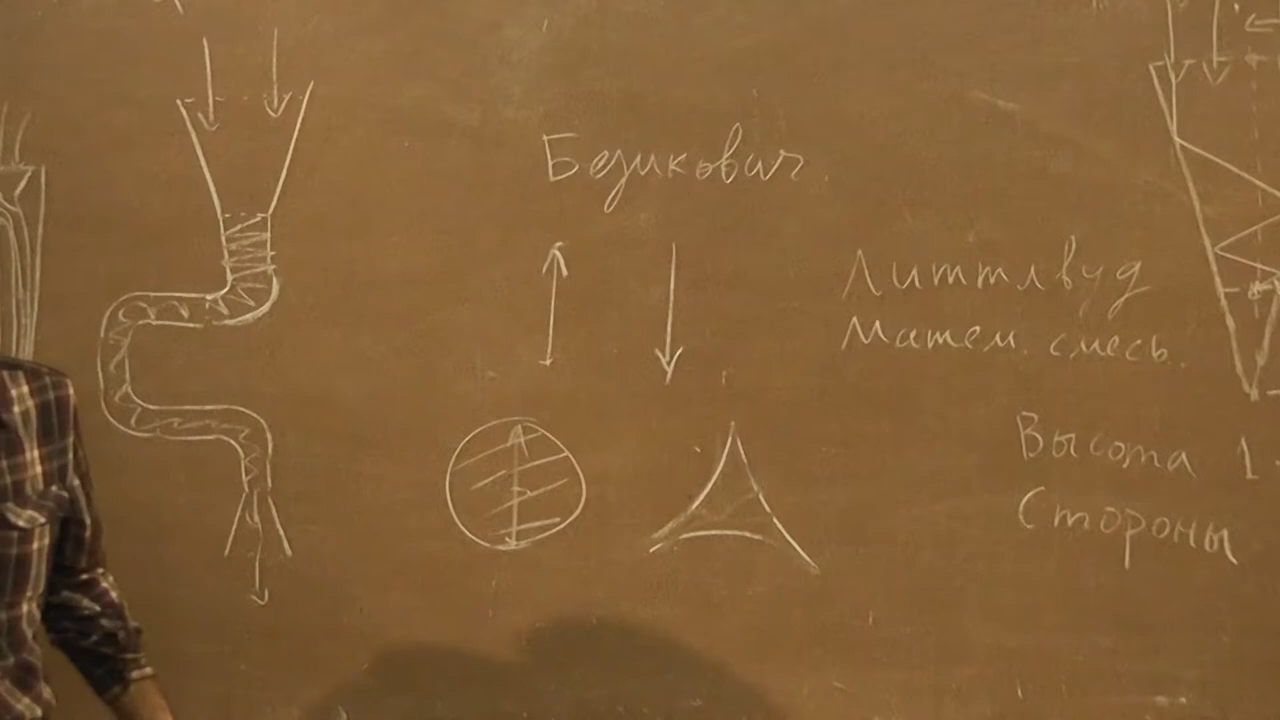 Безикович
Литтлвуд
Матем. смесь.
Высота 1
Стороны